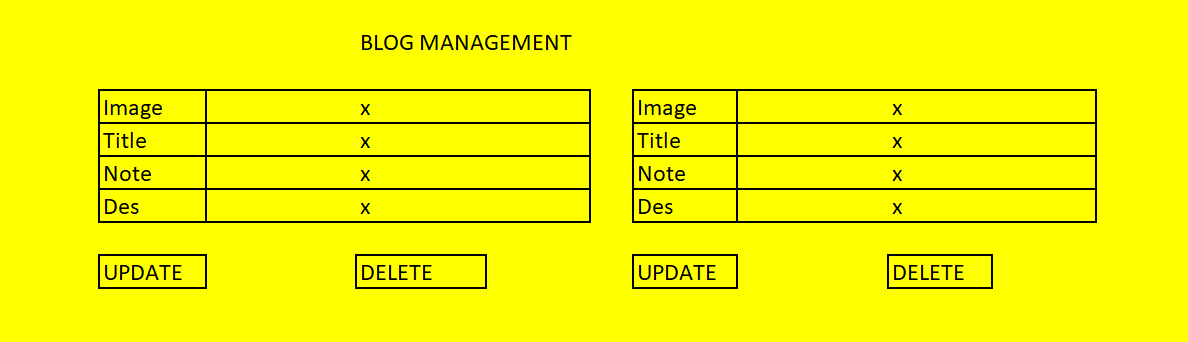 BLOG MANAGEMENT
Image x Image x
Title x Title x
Note x Note x
Des x Des x
UPDATE DELETE UPDATE DELETE